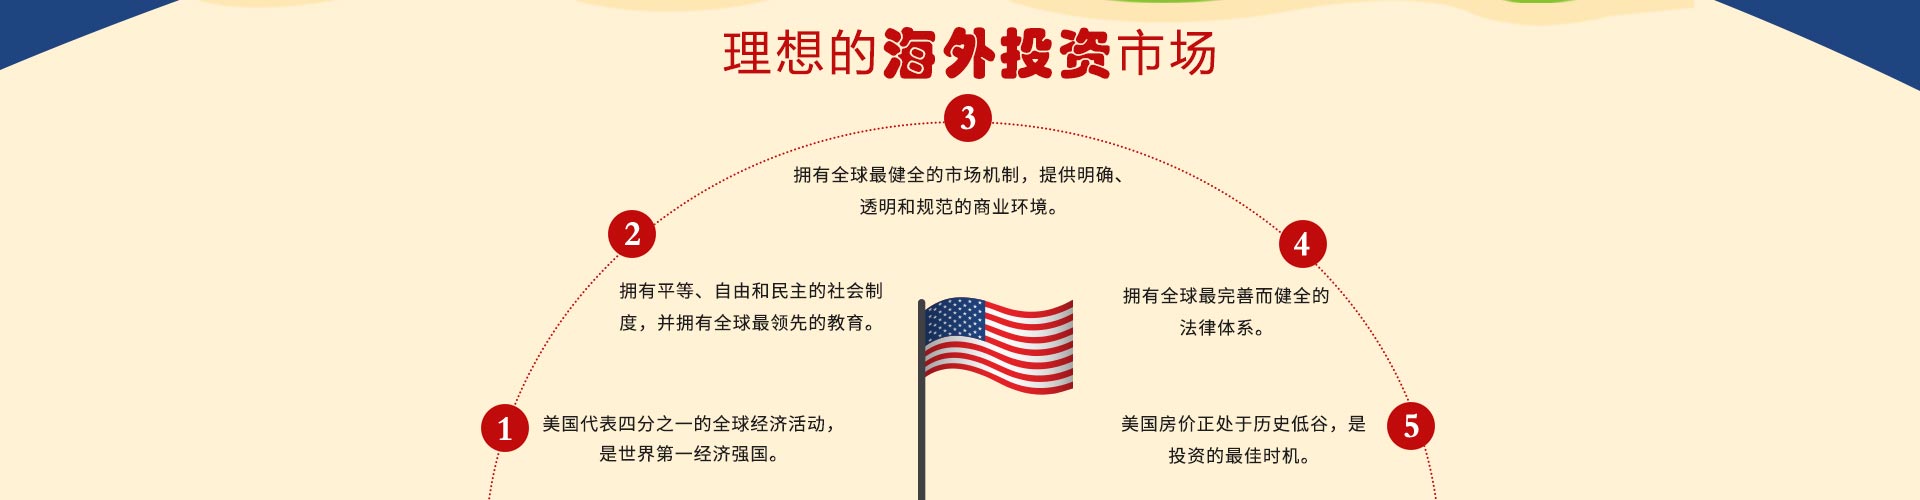 理想的海外投资市场
3
拥有全球最健全的市场机制，提供明确、
透明和规范的商业环境。
2
拥有平等、自由和民主的社会制
度，并拥有全球最领先的教育。
4
拥有全球最完善而健全的
法律体系。
1
美国代表四分之一的全球经济活动，
是世界第一经济强国。
美国房价正处于历史低谷，是
投资的最佳时机。
5